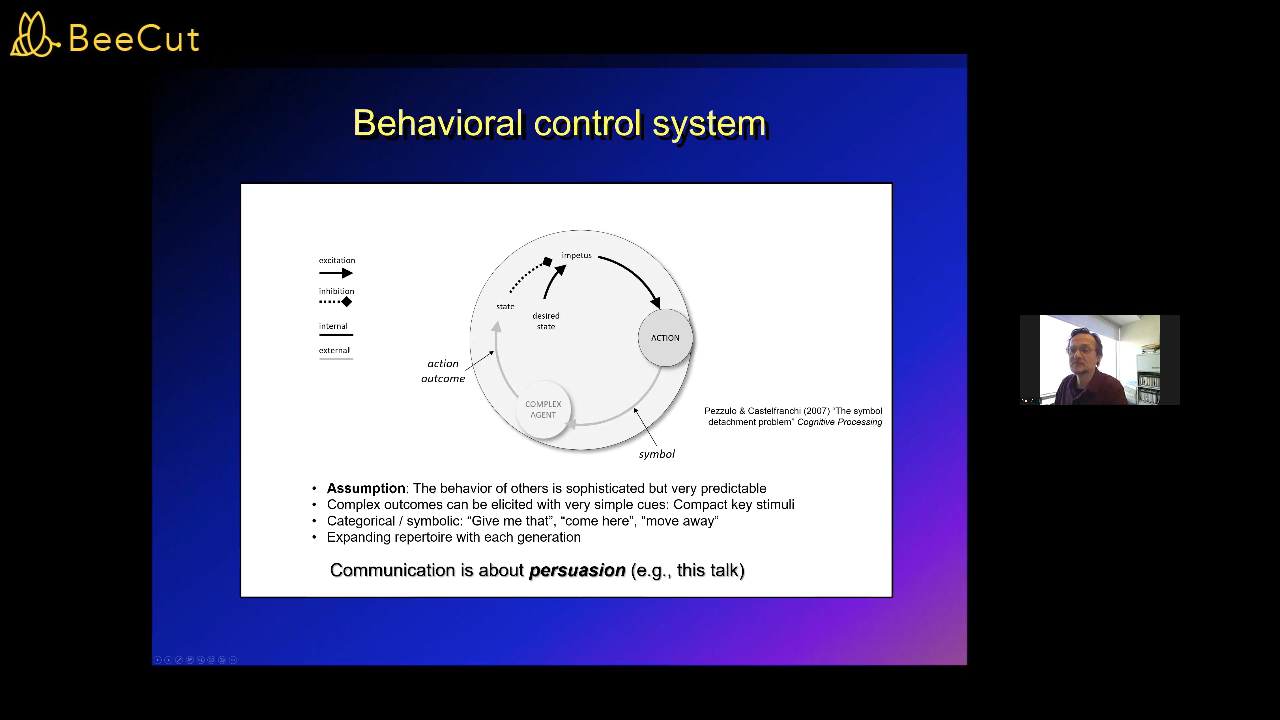 BeeCut
Behavioral control system
excitation
inhibition
internal
external
impetus
state
desired
state
ACTION
action
outcome
COMPLEX
AGENT
symbol
Pezzulo & Castelfranchi (2007) "The symbol
detachment problem" Cognitive Processing
• Assumption: The behavior of others is sophisticated but very predictable
• Complex outcomes can be elicited with very simple cues: Compact key stimuli
• Categorical / symbolic: “Give me that”, “come here”, “move away”
• Expanding repertoire with each generation
Communication is about persuasion (e.g., this talk)